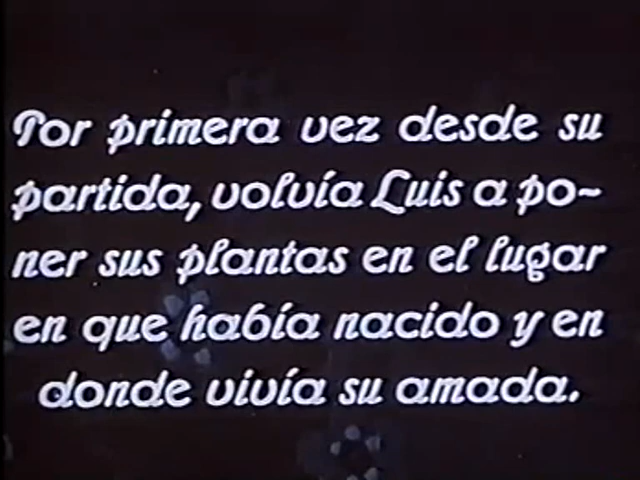 Por primera vez desde su
partida, volvía Luis a po-
ner sus plantas en el lugar
en que había nacido y en
donde vivía su amada.